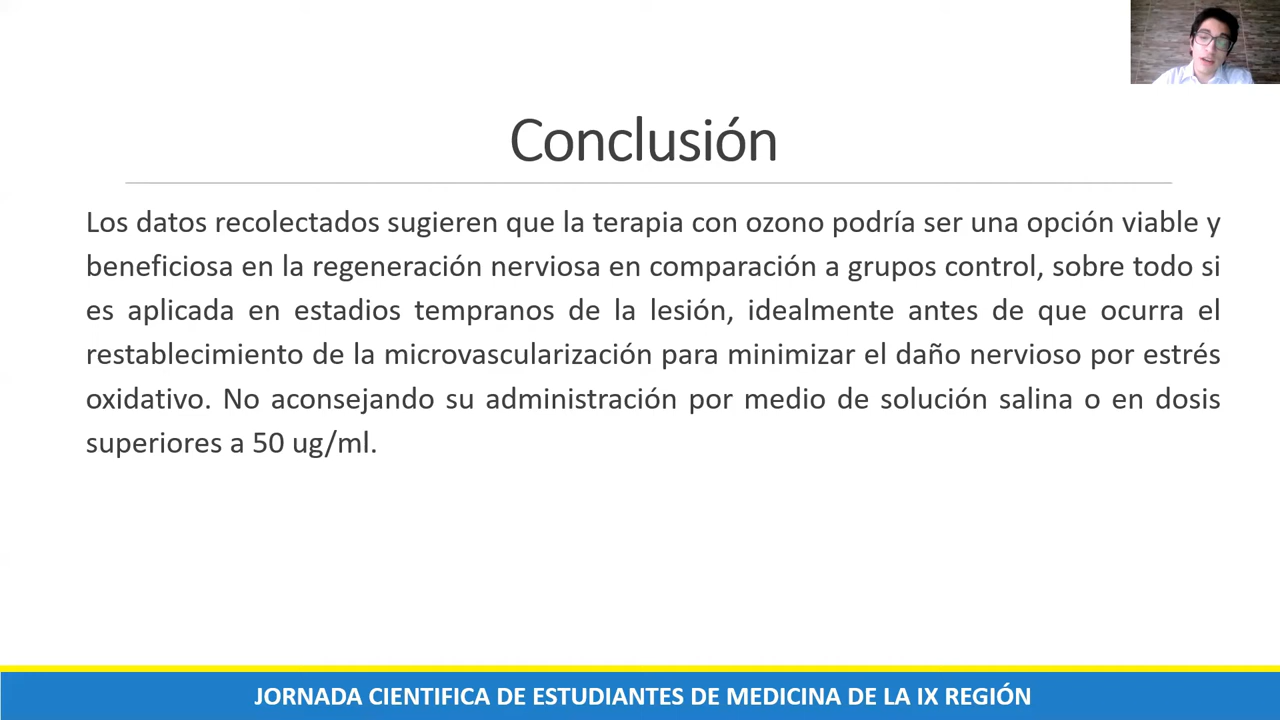 Conclusión
Los datos recolectados sugieren que la terapia con ozono podría ser una opción viable y
beneficiosa en la regeneración nerviosa en comparación a grupos control, sobre todo si
es aplicada en estadios tempranos de la lesión, idealmente antes de que ocurra el
restablecimiento de la microvascularización para minimizar el daño nervioso por estrés
oxidativo. No aconsejando su administración por medio de solución salina o en dosis
superiores a 50 ug/ml.
JORNADA CIENTIFICA DE ESTUDIANTES DE MEDICINA DE LA IX REGIÓN